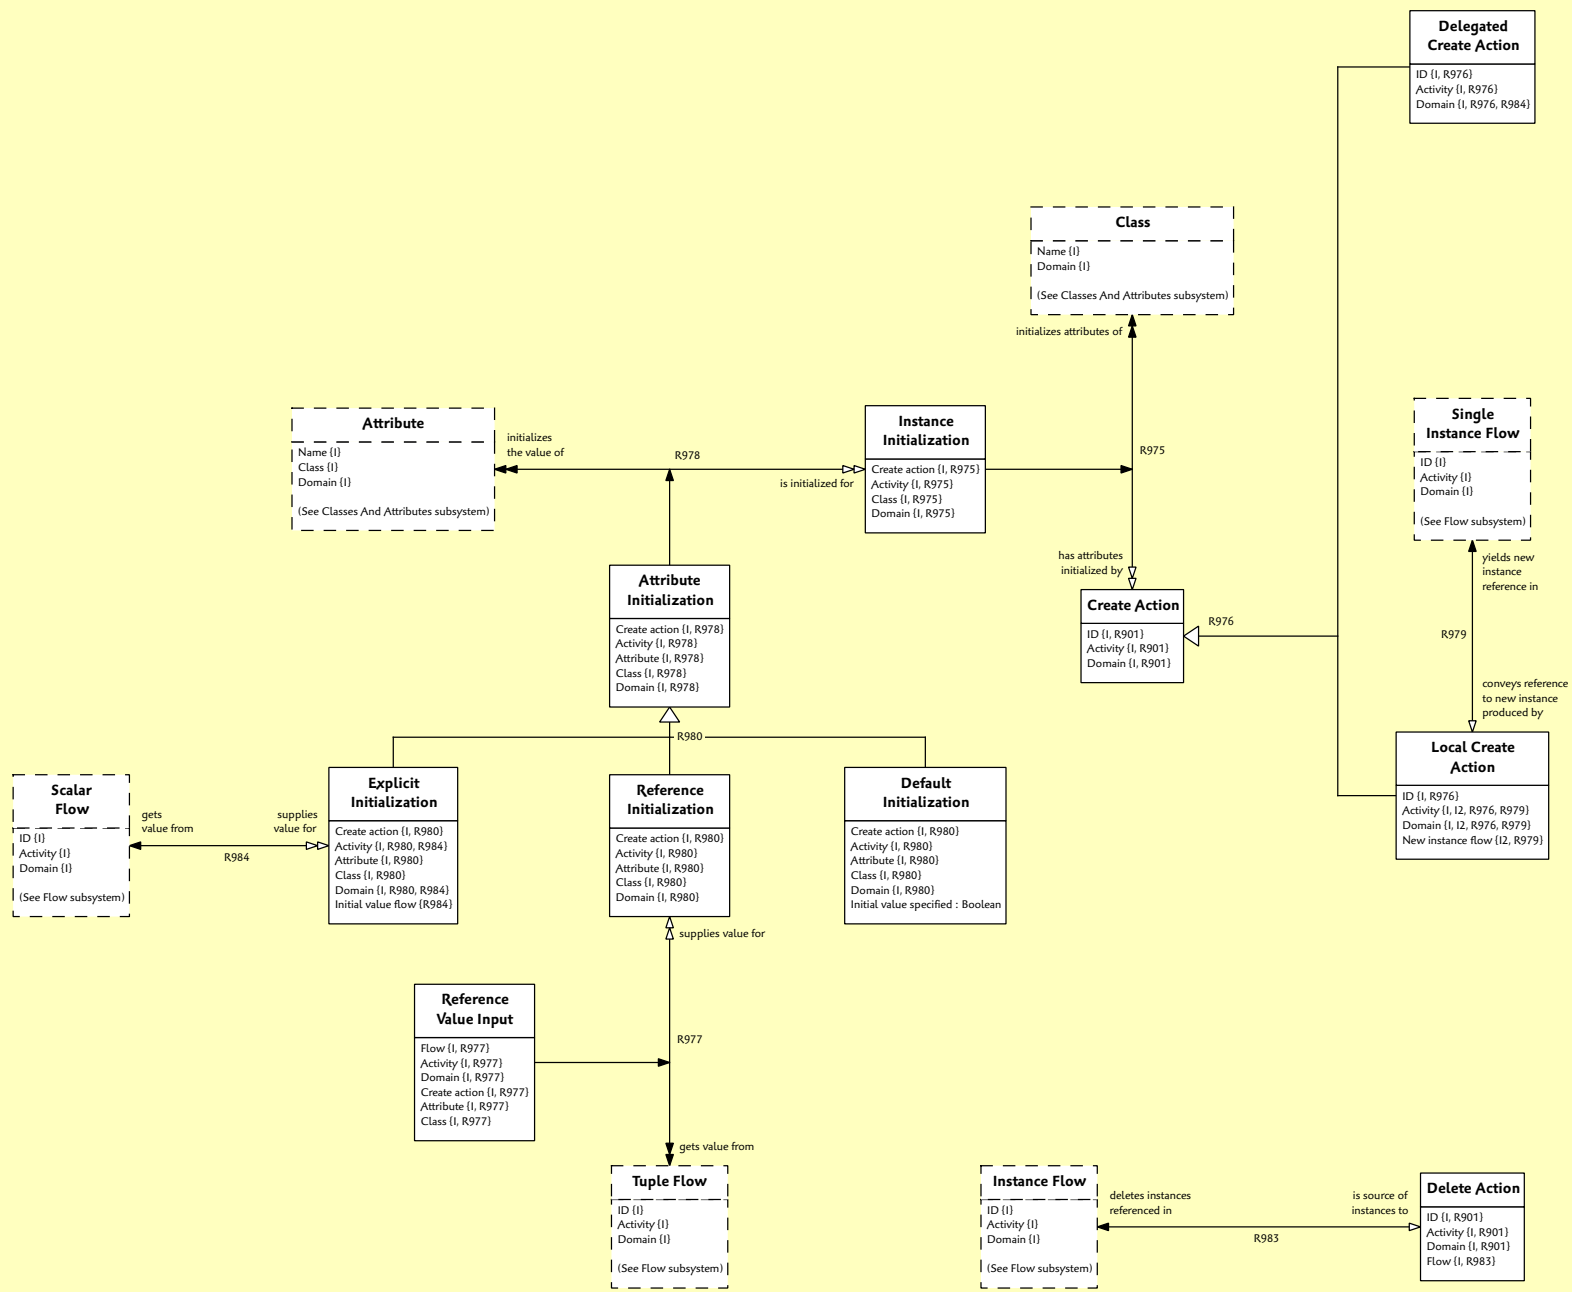 Delegated
Create Action
ID {I, R976}
Activity {I, R976}
Domain {I, R976, R984}
Class
Name {I}
Domain {I}
(See Classes And Attributes subsystem)
initializes attributes of
R975
has attributes
initialized by
Attribute
Name {I}
Class {I}
Domain {I}
(See Classes And Attributes subsystem)
initializes
the value of
R978
is initialized for
Instance
Initialization
Create action {I, R975}
Activity {I, R975}
Class {I, R975}
Domain {I, R975}
Single
Instance Flow
ID {I}
Activity {I}
Domain {I}
(See Flow subsystem)
yields new
instance
reference in
R979
conveys reference
to new instance
produced by
Attribute
Initialization
Create action {I, R978}
Activity {I, R978}
Attribute {I, R978}
Class {I, R978}
Domain {I, R978}
Create Action
ID {I, R901}
Activity {I, R901}
Domain {I, R901}
R976
Local Create
Action
ID {I, R976}
Activity {I, I2, R976, R979}
Domain {I, I2, R976, R979}
New instance flow {I2, R979}
R980
Scalar
Flow
ID {I}
Activity {I}
Domain {I}
(See Flow subsystem)
gets
value from
supplies
value for
R984
Explicit
Initialization
Create action {I, R980}
Activity {I, R980, R984}
Attribute {I, R980}
Class {I, R980}
Domain {I, R980, R984}
Initial value flow {R984}
Reference
Initialization
Create action {I, R980}
Activity {I, R980}
Attribute {I, R980}
Class {I, R980}
Domain {I, R980}
Default
Initialization
Create action {I, R980}
Activity {I, R980}
Attribute {I, R980}
Class {I, R980}
Domain {I, R980}
Initial value specified : Boolean
supplies value for
Reference
Value Input
Flow {I, R977}
Activity {I, R977}
Domain {I, R977}
Create action {I, R977}
Attribute {I, R977}
Class {I, R977}
R977
gets value from
Tuple Flow
ID {I}
Activity {I}
Domain {I}
(See Flow subsystem)
Instance Flow
ID {I}
Activity {I}
Domain {I}
(See Flow subsystem)
deletes instances
referenced in
is source of
instances to
R983
Delete Action
ID {I, R901}
Activity {I, R901}
Domain {I, R901}
Flow {I, R983}